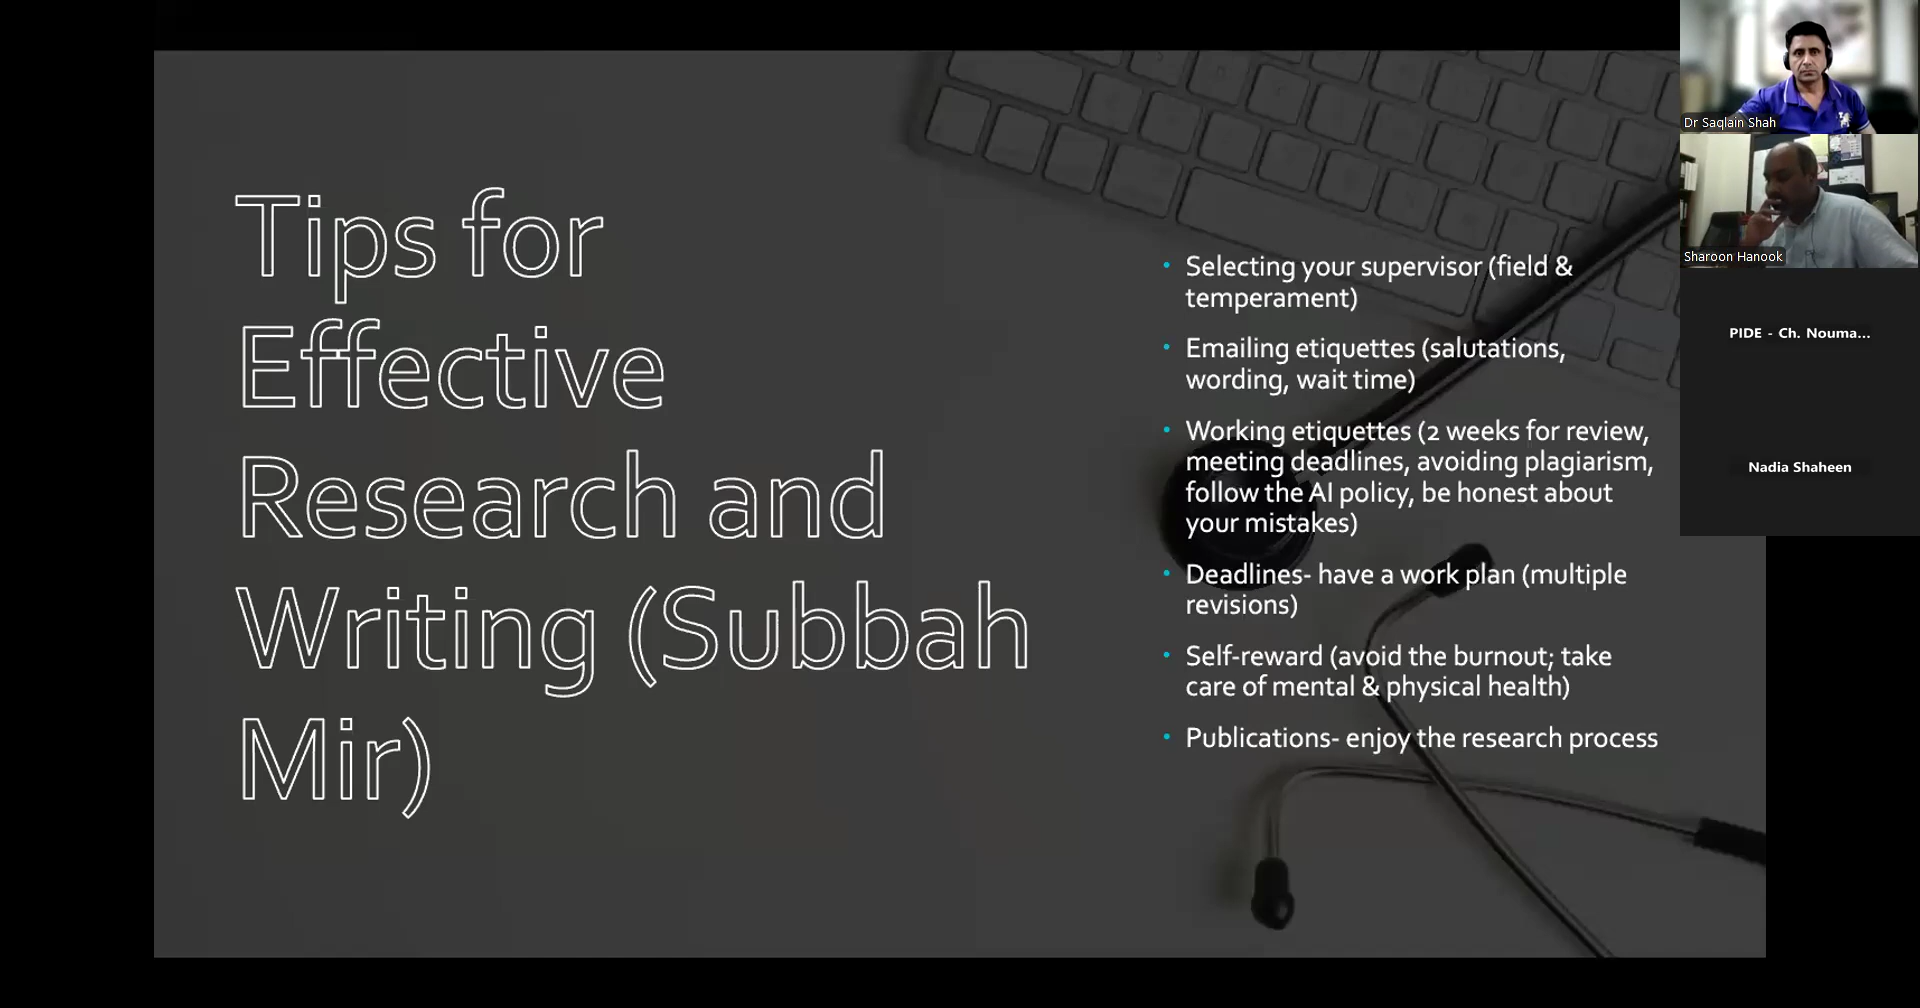 Tips for
Effective
Research and
Writing (Subbah
Mir)
• Selecting your supervisor (field &
temperament)
• Emailing etiquettes (salutations,
wording, wait time)
• Working etiquettes (2 weeks for review,
meeting deadlines, avoiding plagiarism,
follow the AI policy, be honest about
your mistakes)
• Deadlines- have a work plan (multiple
revisions)
• Self-reward (avoid the burnout; take
care of mental & physical health)
• Publications- enjoy the research process
Dr Saqlain Shah
Sharoon Hanook
PIDE - Ch. Nouma...
Nadia Shaheen